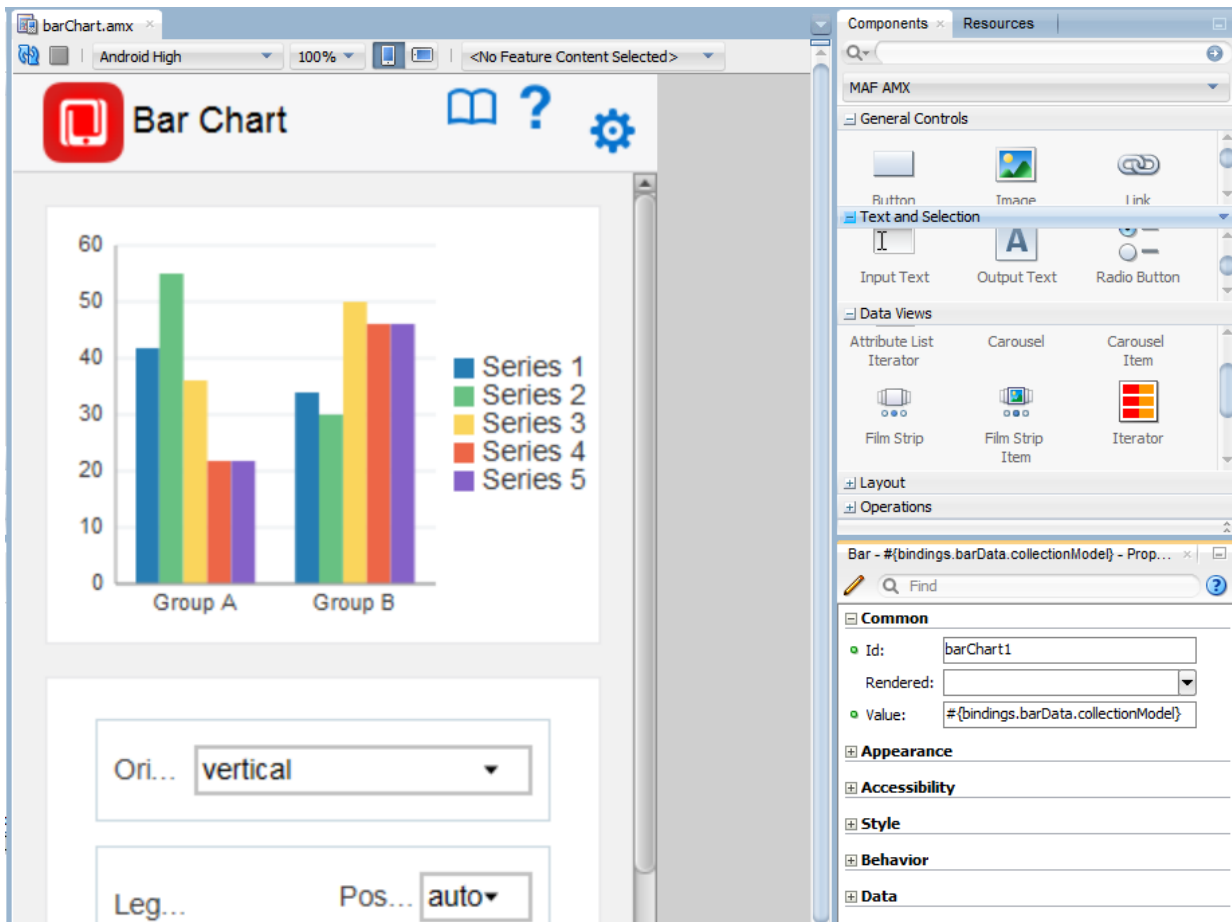 barChart.amx
Android High 100% <No Feature Content Selected>
Bar Chart ?
60
50
40
30
20
10
0
Group A Group B
Series 1
Series 2
Series 3
Series 4
Series 5
Ori... vertical
Leg... Pos... auto
Components Resources
MAF AMX
General Controls
Button Image Link
Text and Selection
A
Input Text Output Text Radio Button
Data Views
Attribute List Carousel Carousel
Iterator Item
Film Strip Film Strip Iterator
Item
Layout
Operations
Bar - #{bindings.barData.collectionModel} - Prop...
Find ?
Common
Id: barChart1
Rendered:
Value: #{bindings.barData.collectionModel}
Appearance
Accessibility
Style
Behavior
Data